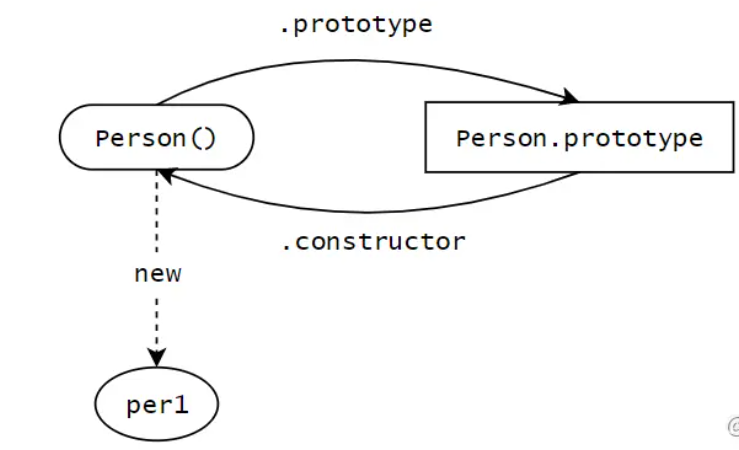 .prototype
Person()
Person.prototype
.constructor
new
per1
@